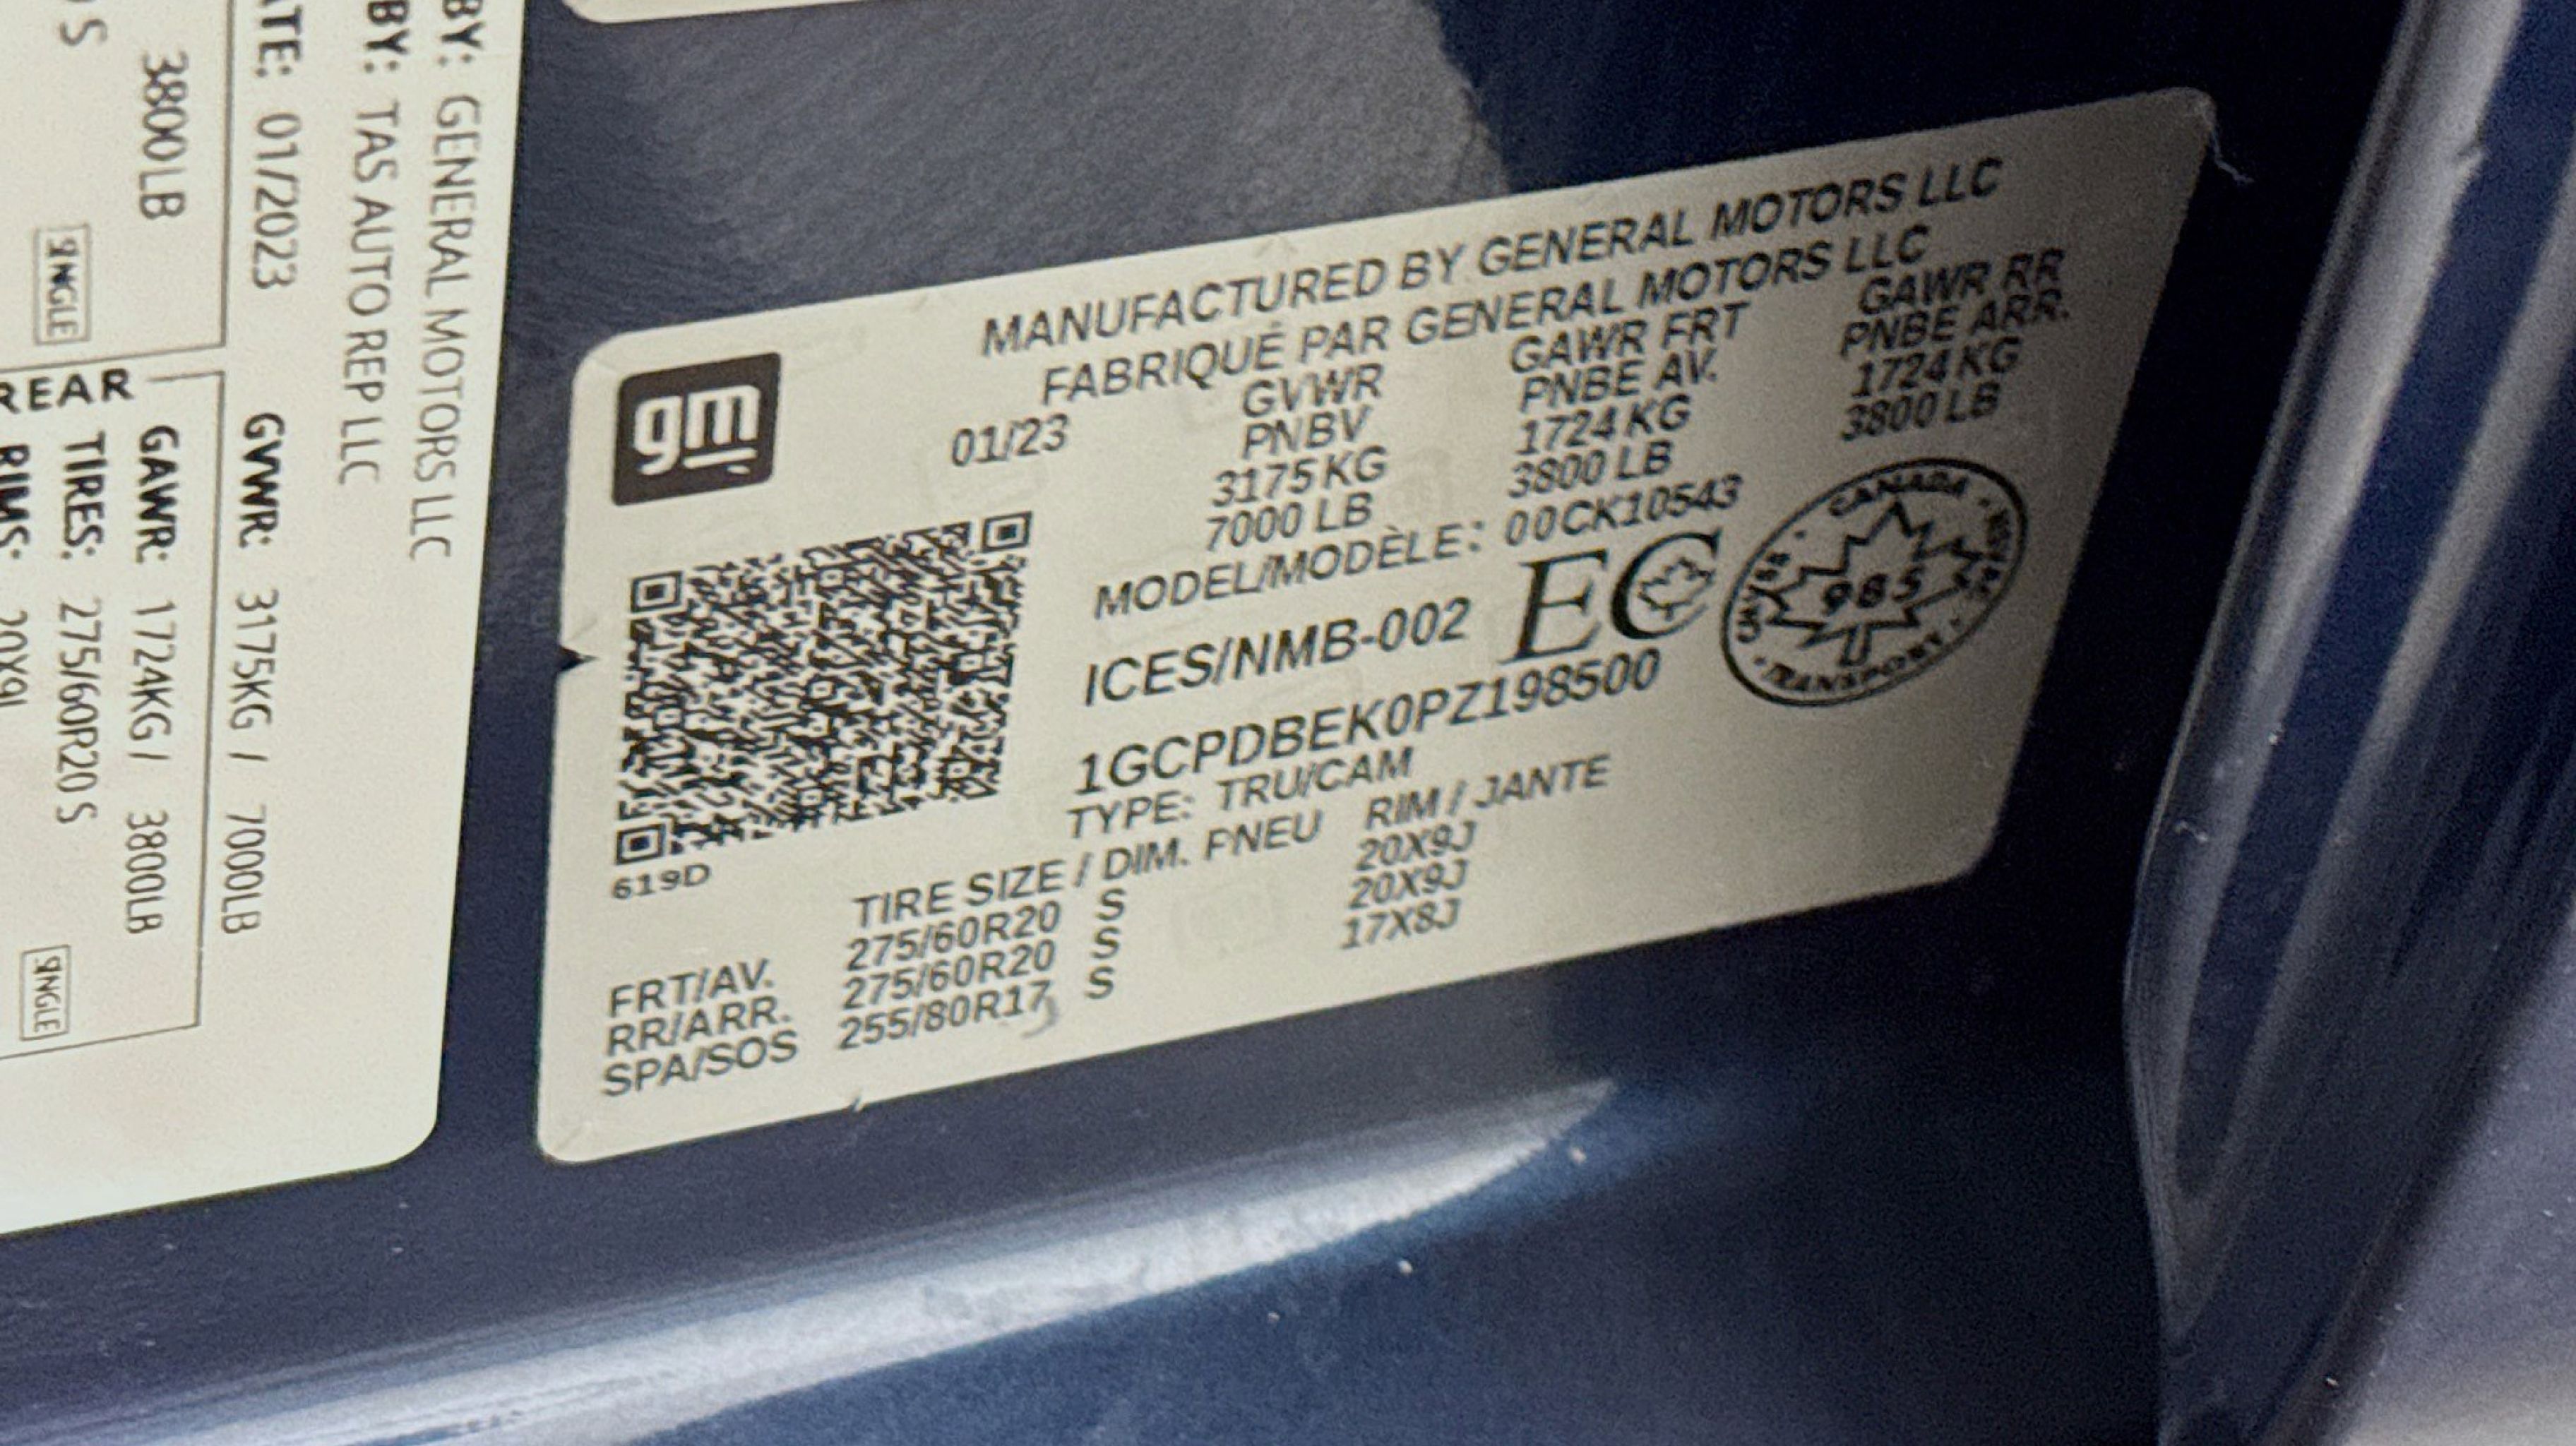 S
3800LB
SINGLE
ATE: 01/2023
BY: TAS AUTO REP LLC
BY: GENERAL MOTORS LLC
REAR
RIMS: 20X9J
TIRES: 275/60R20 S
GAWR: 1724KG / 3800LB
SINGLE
GVWR: 3175KG / 7000LB
gm
MANUFACTURED BY GENERAL MOTORS LLC
FABRIQUÉ PAR GENERAL MOTORS LLC
01/23
GVWR GAWR FRT GAWR RR
PNBV PNBE AV. PNBE ARR.
3175 KG 1724 KG 1724 KG
7000 LB 3800 LB 3800 LB
MODEL/MODÈLE: 00CK10543
ICES/NMB-002 EC
CANADA
985
TRANSPORT
1GCPDBEK0PZ198500
TYPE: TRU/CAM
619D
TIRE SIZE / DIM. PNEU RIM / JANTE
FRT/AV. 275/60R20 S 20X9J
RR/ARR. 275/60R20 S 20X9J
SPA/SOS 255/80R17 S 17X8J